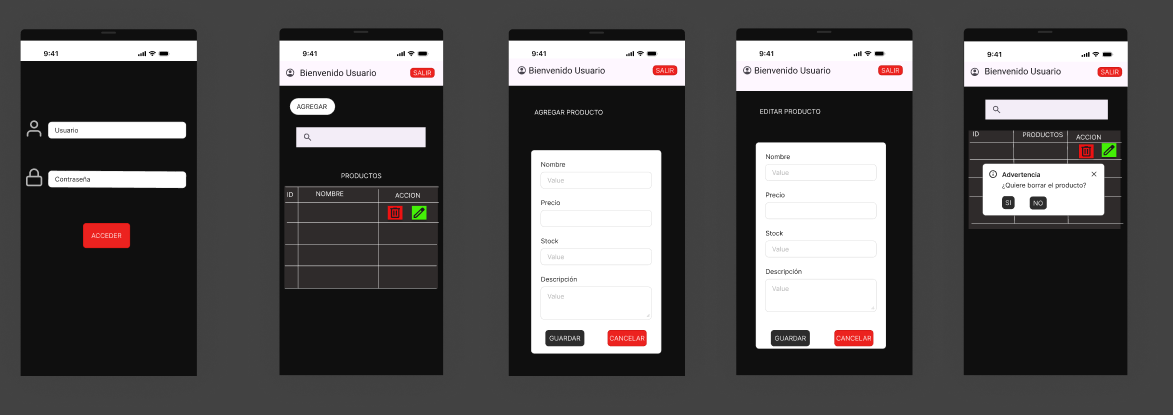 9:41
Usuario
Contraseña
ACCEDER
9:41
Bienvenido Usuario SALIR
AGREGAR
PRODUCTOS
ID NOMBRE ACCION
9:41
Bienvenido Usuario SALIR
AGREGAR PRODUCTO
Nombre
Value
Precio
Stock
Value
Descripción
Value
GUARDAR CANCELAR
9:41
Bienvenido Usuario SALIR
EDITAR PRODUCTO
Nombre
Value
Precio
Stock
Value
Descripción
Value
GUARDAR CANCELAR
9:41
Bienvenido Usuario SALIR
ID PRODUCTOS ACCION
Advertencia
¿Quiere borrar el producto?
SI NO